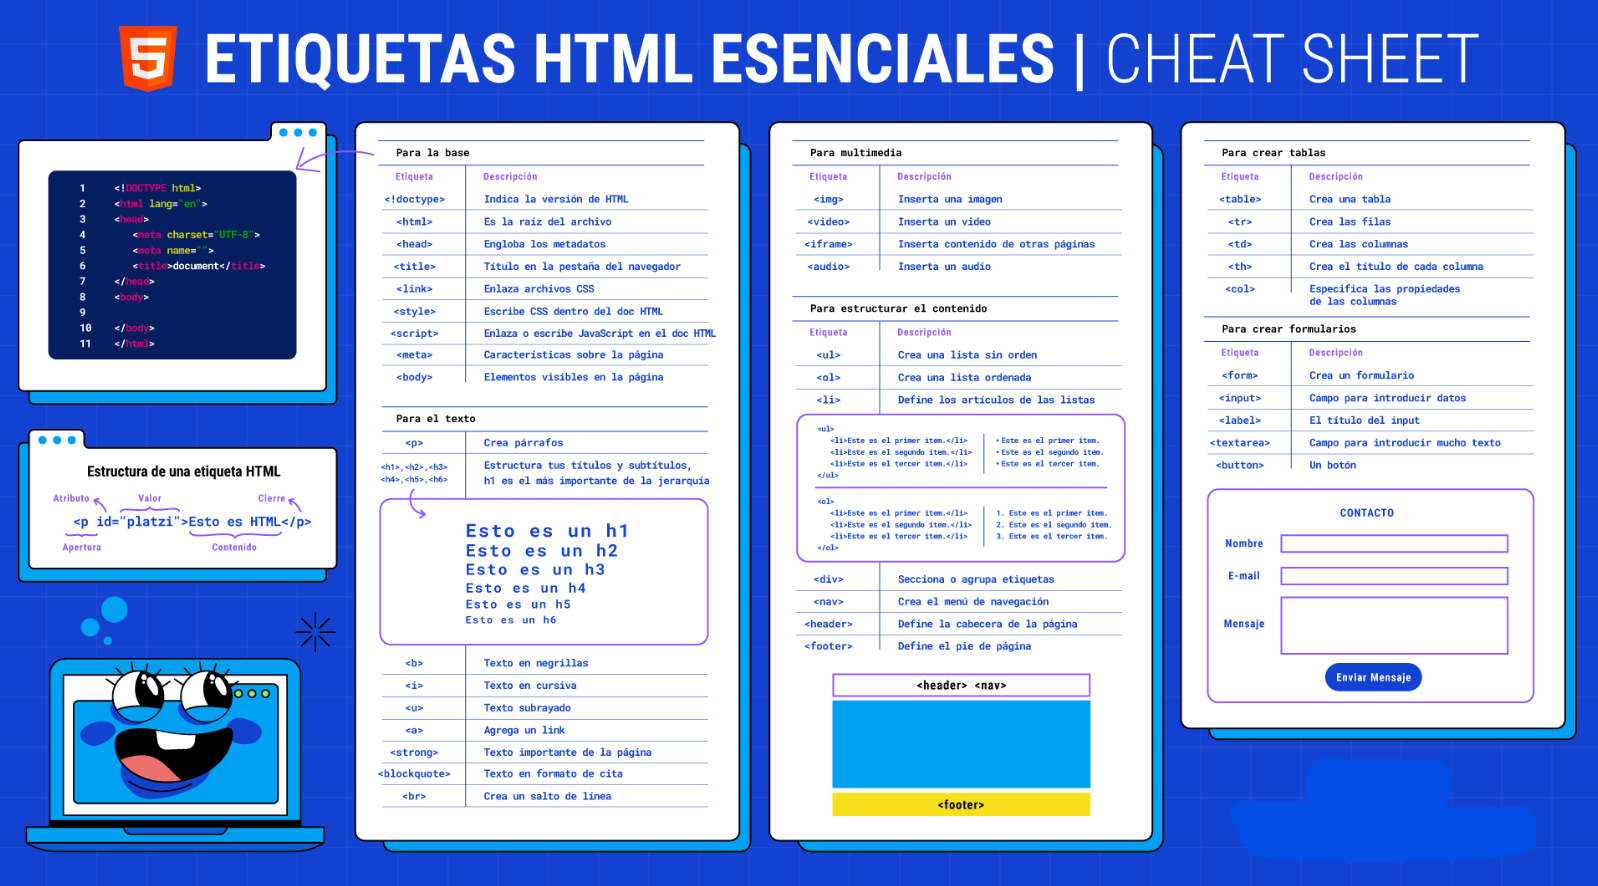 ETIQUETAS HTML ESENCIALES | CHEAT SHEET
1 <!DOCTYPE html>
2 <html lang="en">
3 <head>
4 <meta charset="UTF-8">
5 <meta name="">
6 <title>document</title>
7 </head>
8 <body>
9
10 </body>
11 </html>
Estructura de una etiqueta HTML
Atributo Valor Cierre
<p id="platzi">Esto es HTML</p>
Apertura Contenido
Para la base
Etiqueta Descripción
<!doctype> Indica la versión de HTML
<html> Es la raíz del archivo
<head> Engloba los metadatos
<title> Título en la pestaña del navegador
<link> Enlaza archivos CSS
<style> Escribe CSS dentro del doc HTML
<script> Enlaza o escribe JavaScript en el doc HTML
<meta> Características sobre la página
<body> Elementos visibles en la página
Para el texto
<p> Crea párrafos
<h1>,<h2>,<h3> Estructura tus títulos y subtítulos,
<h4>,<h5>,<h6> h1 es el más importante de la jerarquía
Esto es un h1
Esto es un h2
Esto es un h3
Esto es un h4
Esto es un h5
Esto es un h6
<b> Texto en negrillas
<i> Texto en cursiva
<u> Texto subrayado
<a> Agrega un link
<strong> Texto importante de la página
<blockquote> Texto en formato de cita
<br> Crea un salto de línea
Para multimedia
Etiqueta Descripción
<img> Inserta una imagen
<video> Inserta un video
<iframe> Inserta contenido de otras páginas
<audio> Inserta un audio
Para estructurar el contenido
Etiqueta Descripción
<ul> Crea una lista sin orden
<ol> Crea una lista ordenada
<li> Define los artículos de las listas
<ul>
<li>Este es el primer item.</li> • Este es el primer item.
<li>Este es el segundo item.</li> • Este es el segundo item.
<li>Este es el tercer item.</li> • Este es el tercer item.
</ul>
<ol>
<li>Este es el primer item.</li> 1. Este es el primer item.
<li>Este es el segundo item.</li> 2. Este es el segundo item.
<li>Este es el tercer item.</li> 3. Este es el tercer item.
</ol>
<div> Secciona o agrupa etiquetas
<nav> Crea el menú de navegación
<header> Define la cabecera de la página
<footer> Define el pie de página
<header> <nav>
<footer>
Para crear tablas
Etiqueta Descripción
<table> Crea una tabla
<tr> Crea las filas
<td> Crea las columnas
<th> Crea el título de cada columna
<col> Especifica las propiedades
de las columnas
Para crear formularios
Etiqueta Descripción
<form> Crea un formulario
<input> Campo para introducir datos
<label> El título del input
<textarea> Campo para introducir mucho texto
<button> Un botón
CONTACTO
Nombre
E-mail
Mensaje
Enviar Mensaje